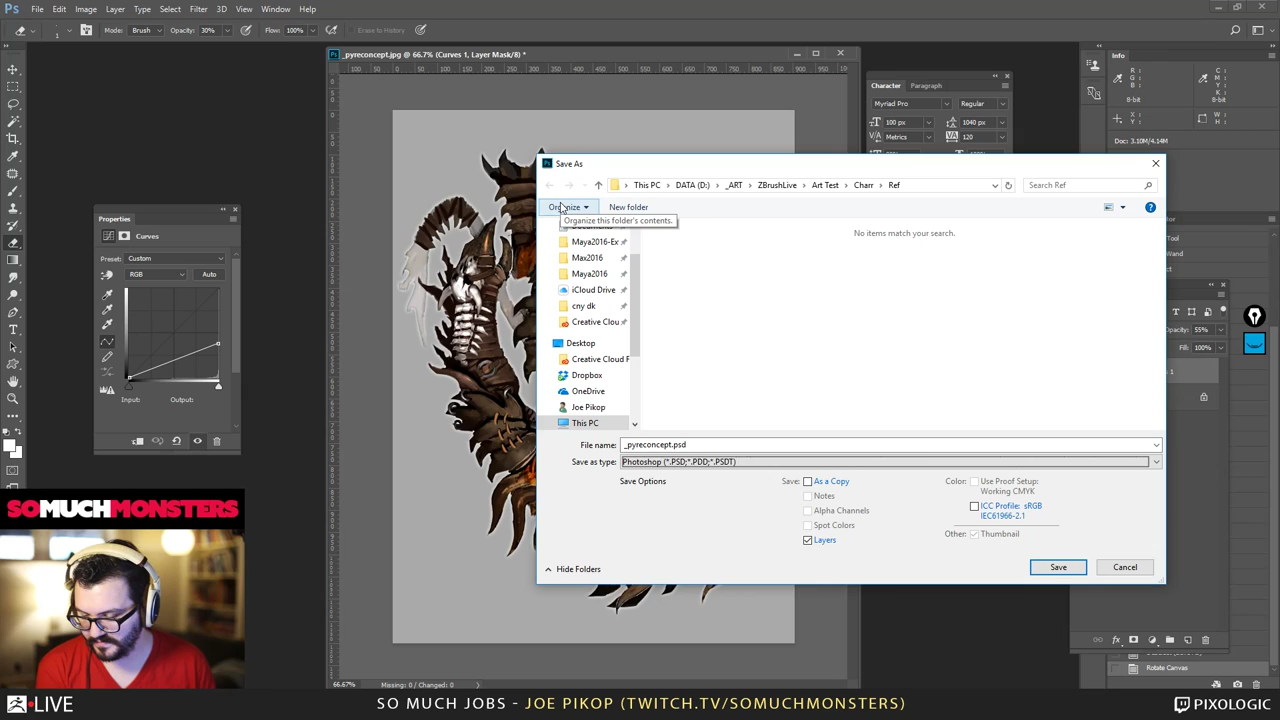 Ps File Edit Image Layer Type Select Filter 3D View Window Help
Mode: Brush Opacity: 30% Flow: 100% Erase to History
_pyreconcept.jpg @ 66.7% (Curves 1, Layer Mask/8) *
Info
Character Paragraph
Myriad Pro Regular
100 px 1040 px
Metrics 120
8-bit 8-bit
Doc: 3.10M/4.14M
Properties
Curves
Preset: Custom
RGB Auto
Input: Output:
Save As
This PC DATA (D:) _ART ZBrushLive Art Test Charr Ref
Search Ref
Organize New folder
Organize this folder's contents.
No items match your search.
Maya2016-Ex
Max2016
Maya2016
iCloud Drive
cny dk
Creative Clou
Desktop
Creative Cloud F
Dropbox
OneDrive
Joe Pikop
This PC
File name: _pyreconcept.psd
Save as type: Photoshop (*.PSD;*.PDD;*.PSDT)
Save Options
Save: As a Copy
Notes
Alpha Channels
Spot Colors
Layers
Color: Use Proof Setup:
Working CMYK
ICC Profile: sRGB
IEC61966-2.1
Other: Thumbnail
Hide Folders
Save Cancel
Opacity: 55%
Fill: 100%
Rotate Canvas
66.67% Missing: 0 / Changed: 0
SOMUCHMONSTERS
LIVE
SO MUCH JOBS - JOE PIKOP (TWITCH.TV/SOMUCHMONSTERS)
PIXOLOGIC